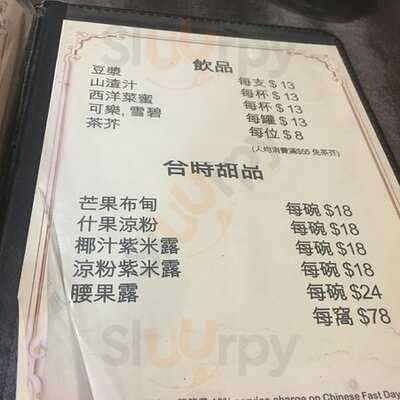 飲品
豆漿 每支 $ 13
山渣汁 每杯 $ 13
西洋菜蜜 每杯 $ 13
可樂, 雪碧 每罐 $ 13
茶芥 每位 $ 8
(人均消費滿$55 免茶芥)
合時甜品
芒果布甸 每碗 $18
什果涼粉 每碗 $18
椰汁紫米露 每碗 $18
涼粉紫米露 每碗 $18
腰果露 每碗 $24
每窩 $78
10% service charge on Chinese Fast Day
Slurpy
Slurpy